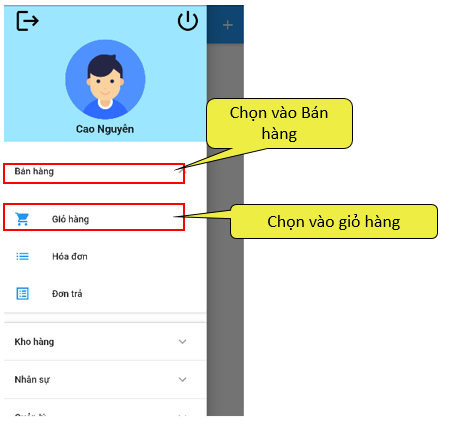 Cao Nguyên
Chọn vào Bán
hàng
Bán hàng
Giỏ hàng
Chọn vào giỏ hàng
Hóa đơn
Đơn trả
Kho hàng
Nhân sự